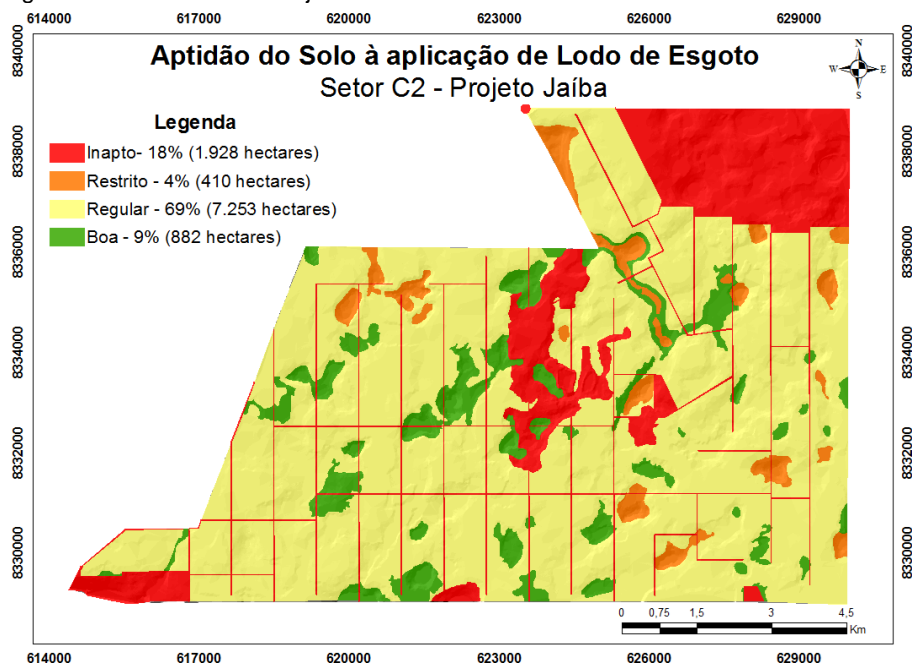 614000 617000 620000 623000 626000 629000
8340000 8340000
Aptidão do Solo à aplicação de Lodo de Esgoto
Setor C2 - Projeto Jaíba
N
W E
S
Legenda
Inapto- 18% (1.928 hectares)
Restrito - 4% (410 hectares)
Regular - 69% (7.253 hectares)
Boa - 9% (882 hectares)
8338000 8338000
8336000 8336000
8334000 8334000
8332000 8332000
8330000 8330000
0 0,75 1,5 3 4,5
Km
614000 617000 620000 623000 626000 629000